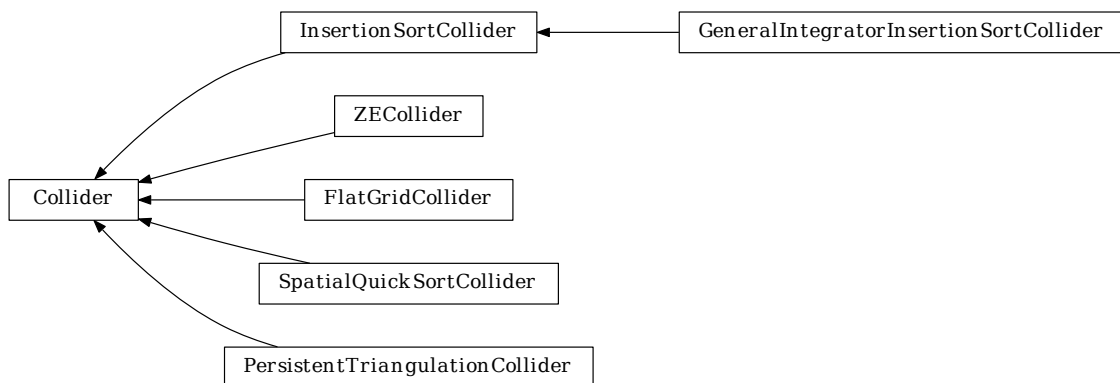 InsertionSortCollider
GeneralIntegratorInsertionSortCollider
ZECollider
Collider
FlatGridCollider
SpatialQuickSortCollider
PersistentTriangulationCollider